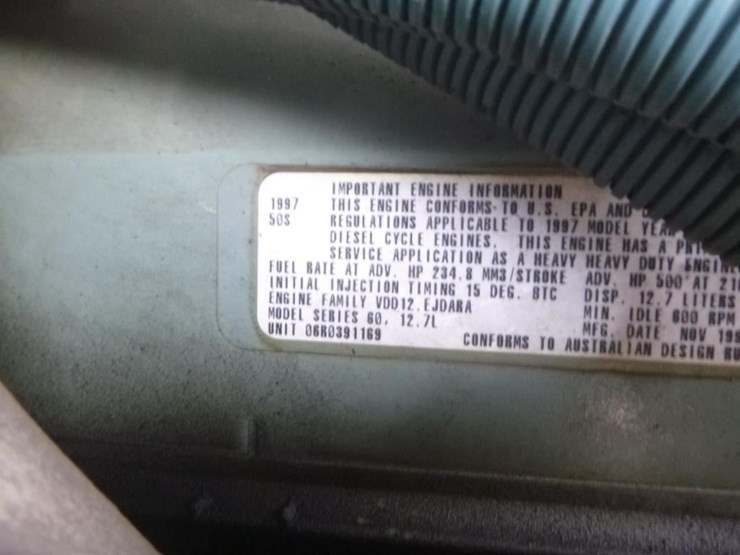 IMPORTANT ENGINE INFORMATION
1997 THIS ENGINE CONFORMS TO U.S. EPA AND
50S REGULATIONS APPLICABLE TO 1997 MODEL
DIESEL CYCLE ENGINES. THIS ENGINE HAS A
SERVICE APPLICATION AS A HEAVY HEAVY DUTY ENGIN
FUEL RATE AT ADV. HP 234.8 MM3/STROKE ADV. HP 500 AT
INITIAL INJECTION TIMING 15 DEG. BTC DISP. 12.7 LITERS
ENGINE FAMILY VDD12.EJDARA MIN. IDLE 600 RPM
MODEL SERIES 60, 12.7L MFG. DATE NOV
UNIT 06R0391169 CONFORMS TO AUSTRALIAN DESIGN